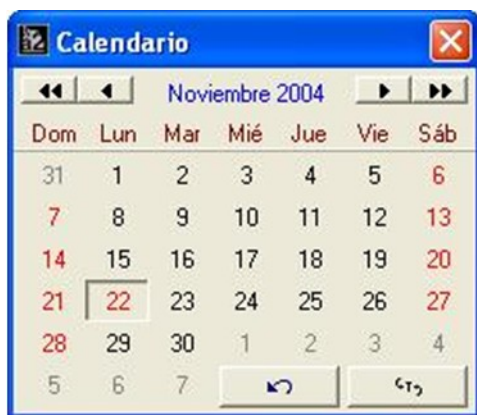 Calendario
Noviembre 2004
Dom Lun Mar Mié Jue Vie Sáb
31 1 2 3 4 5 6
7 8 9 10 11 12 13
14 15 16 17 18 19 20
21 22 23 24 25 26 27
28 29 30 1 2 3 4
5 6 7